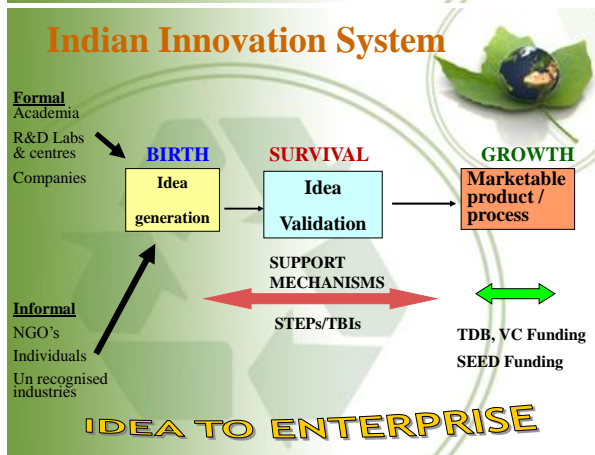 Indian Innovation System
Formal
Academia
R&D Labs
& centres
Companies
BIRTH
Idea
generation
SURVIVAL
Idea
Validation
GROWTH
Marketable
product /
process
SUPPORT
MECHANISMS
STEPs/TBIs
TDB, VC Funding
SEED Funding
Informal
NGO's
Individuals
Un recognised
industries
IDEA TO ENTERPRISE